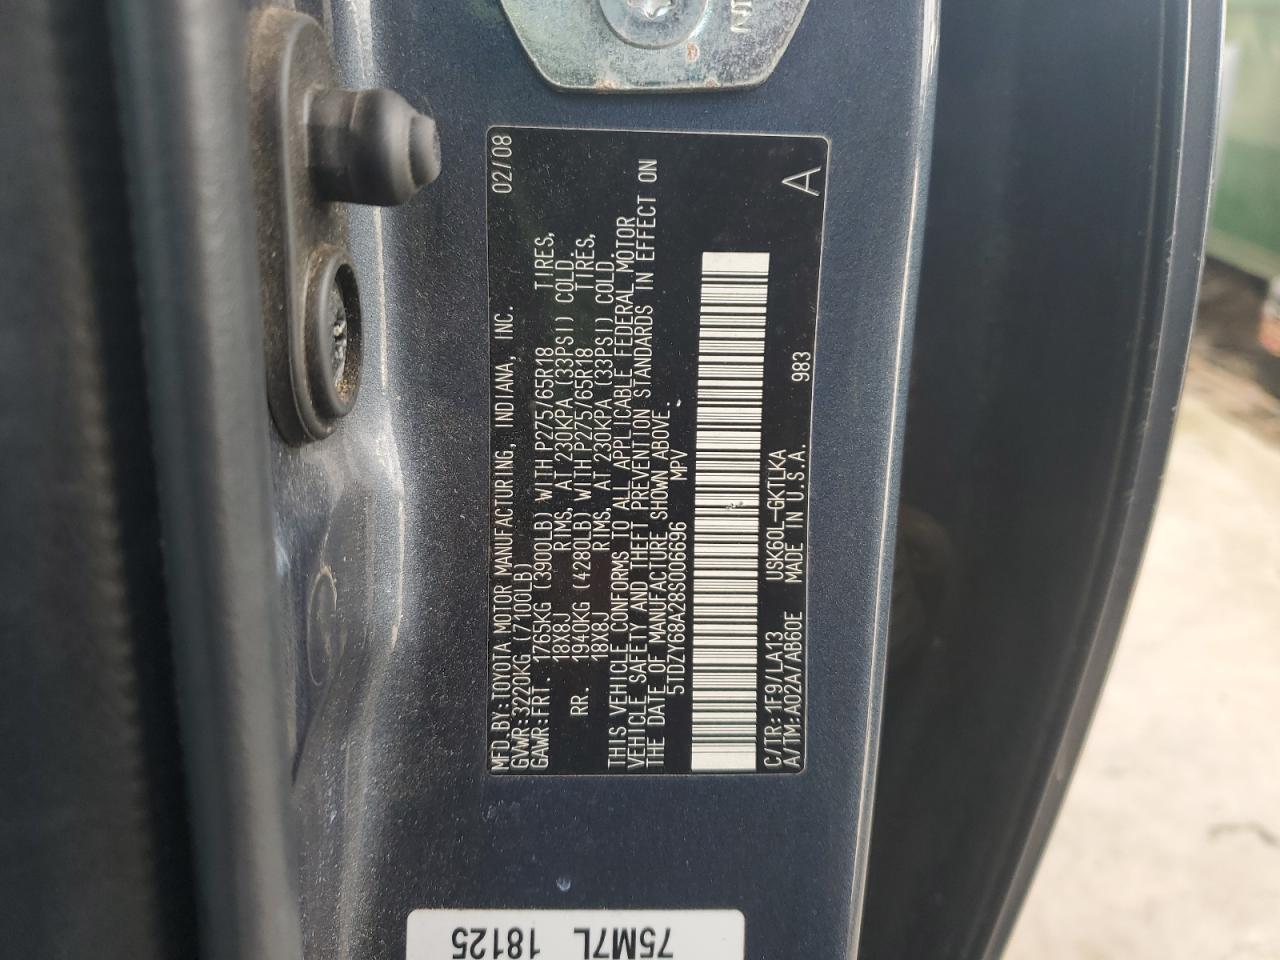 MFD.BY:TOYOTA MOTOR MANUFACTURING, INDIANA, INC. 02/08
GVWR:3220KG (7100LB)
GAWR:FRT. 1765KG (3900LB) WITH P275/65R18 TIRES,
18X8J RIMS, AT 230KPA (33PSI) COLD.
RR. 1940KG (4280LB) WITH P275/65R18 TIRES,
18X8J RIMS, AT 230KPA (33PSI) COLD.
THIS VEHICLE CONFORMS TO ALL APPLICABLE FEDERAL MOTOR
VEHICLE SAFETY AND THEFT PREVENTION STANDARDS IN EFFECT ON
THE DATE OF MANUFACTURE SHOWN ABOVE.
5TDZY68A28S006696 MPV
C/TR:1F9/LA13 USK60L-GKTLKA
A/TM:A02A/AB60E MADE IN U.S.A. 983 A
75M7L
18125